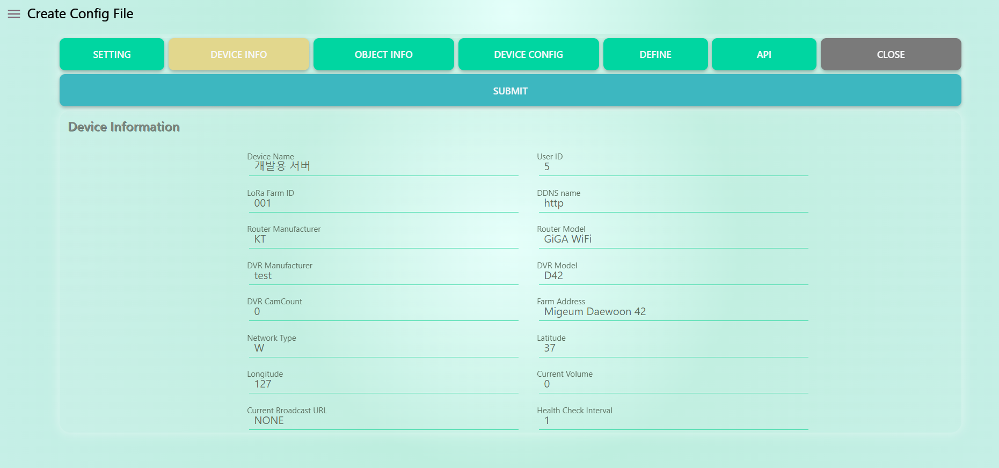 Create Config File
SETTING DEVICE INFO OBJECT INFO DEVICE CONFIG DEFINE API CLOSE
SUBMIT
Device Information
Device Name User ID
개발용 서버 5
LoRa Farm ID DDNS name
001 http
Router Manufacturer Router Model
KT GiGA WiFi
DVR Manufacturer DVR Model
test D42
DVR CamCount Farm Address
0 Migeum Daewoon 42
Network Type Latitude
W 37
Longitude Current Volume
127 0
Current Broadcast URL Health Check Interval
NONE 1